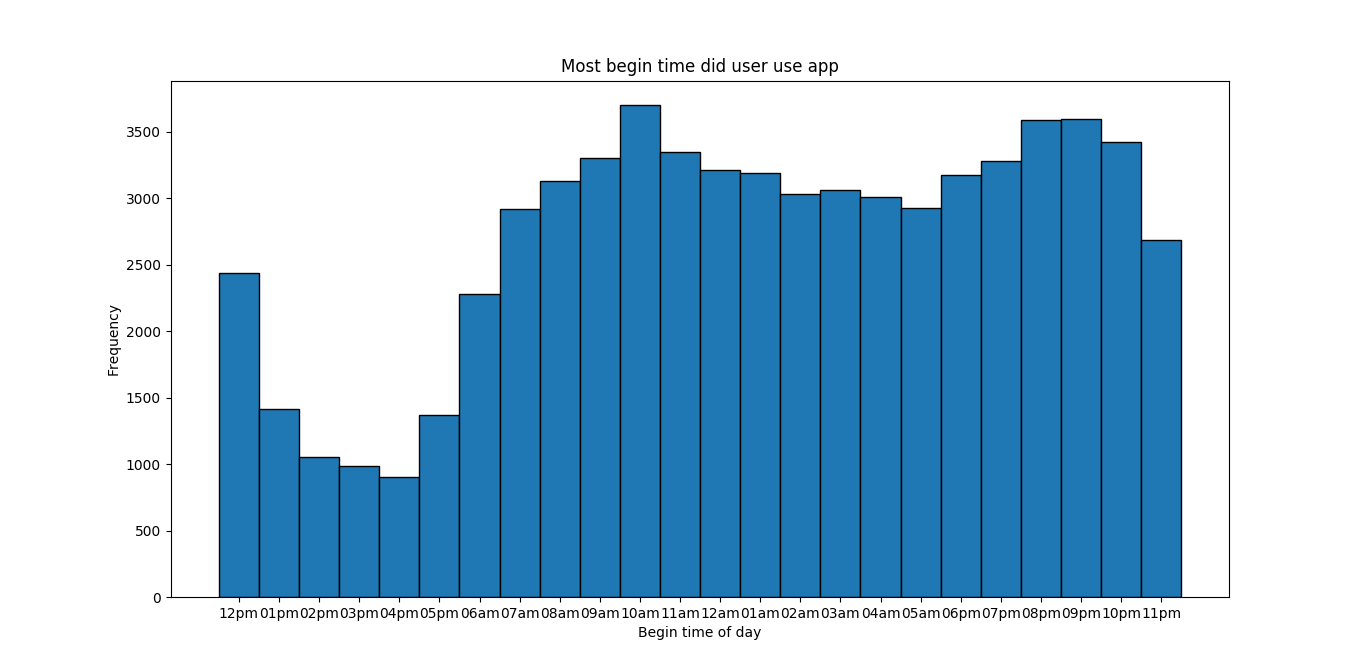 Most begin time did user use app
3500
3000
2500
2000
1500
1000
500
0
Frequency
12pm 01pm 02pm 03pm 04pm 05pm 06am 07am 08am 09am 10am 11am 12am 01am 02am 03am 04am 05am 06pm 07pm 08pm 09pm 10pm 11pm
Begin time of day